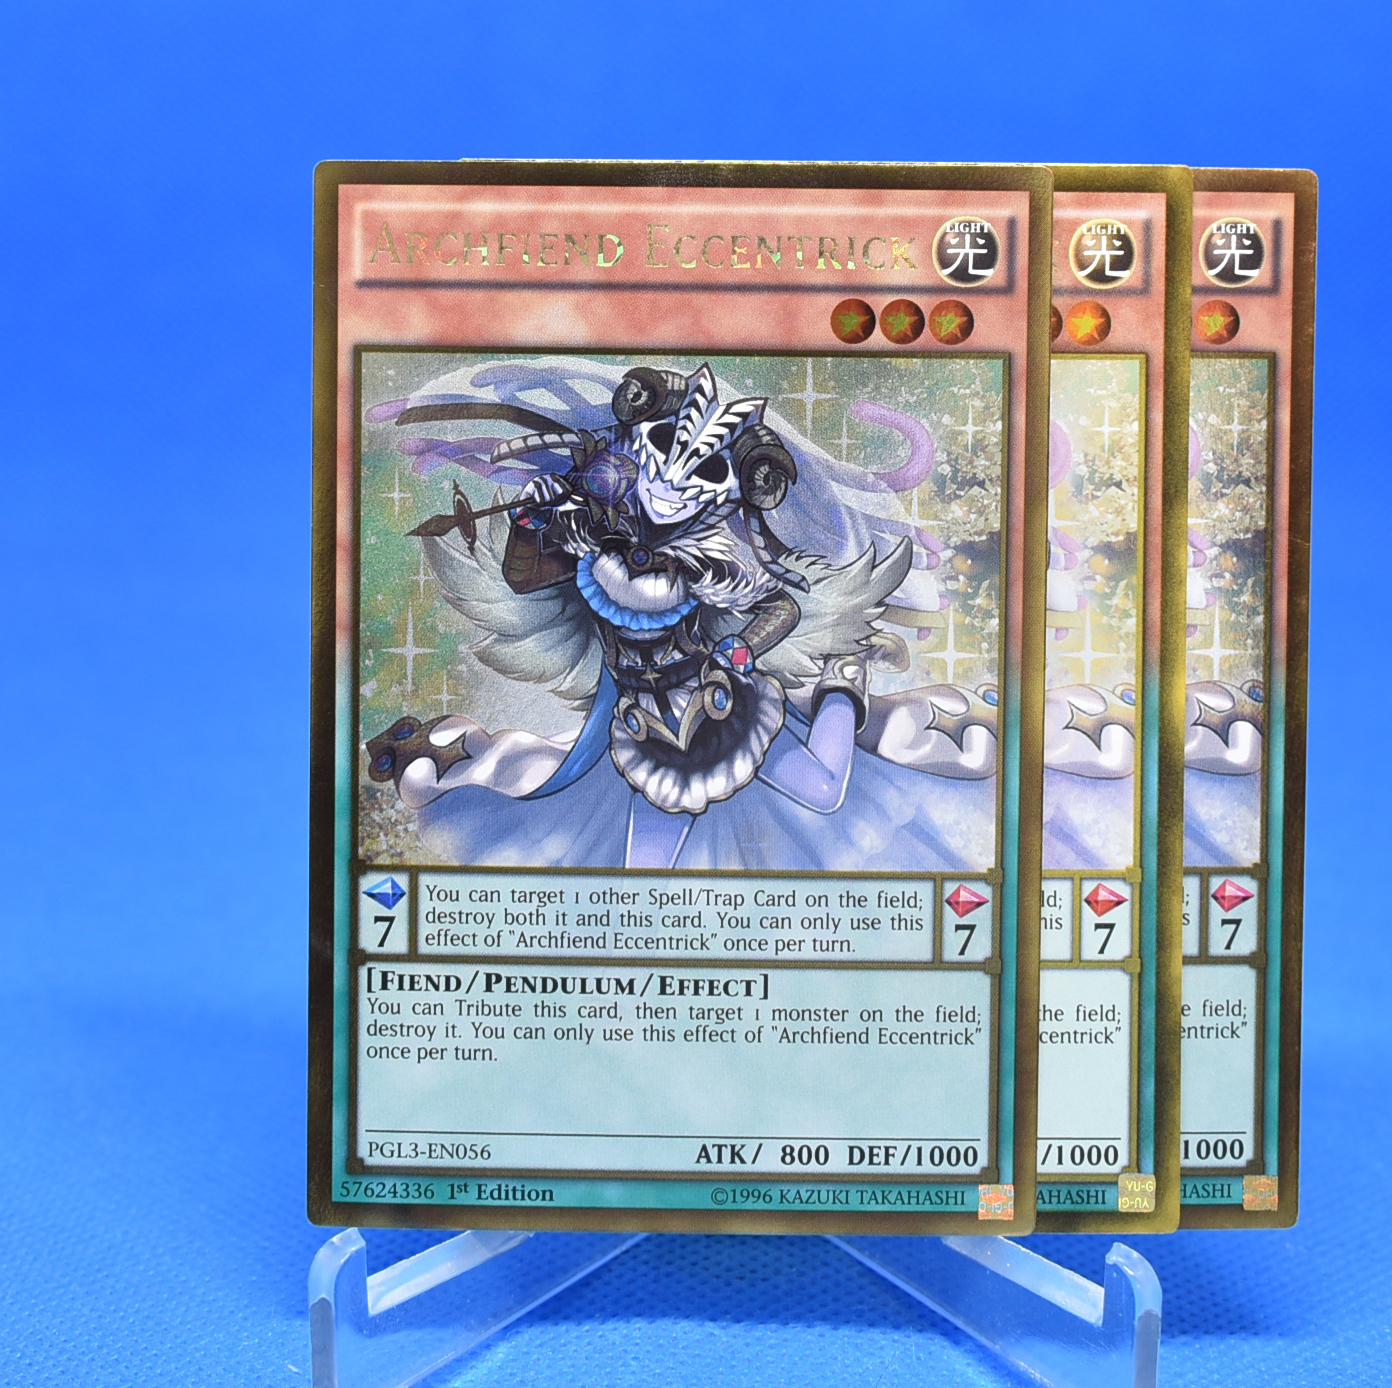 ARCHFIEND ECCENTRICK
LIGHT
光
LIGHT
光
LIGHT
光
7
You can target 1 other Spell/Trap Card on the field;
destroy both it and this card. You can only use this
effect of "Archfiend Eccentrick" once per turn.
7
7
7
[FIEND/PENDULUM/EFFECT]
You can Tribute this card, then target 1 monster on the field;
destroy it. You can only use this effect of "Archfiend Eccentrick"
once per turn.
the field;
centrick"
e field;
entrick"
PGL3-EN056
ATK/ 800 DEF/1000
/1000
1000
57624336 1st Edition
©1996 KAZUKI TAKAHASHI
AHASHI
HASHI